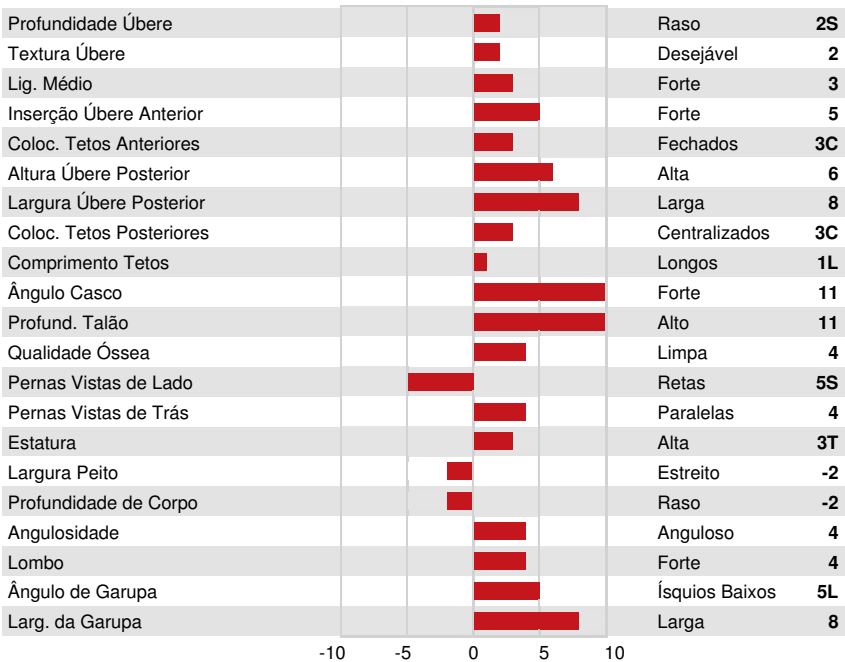 Profundidade Úbere Raso 2S
Textura Úbere Desejável 2
Lig. Médio Forte 3
Inserção Úbere Anterior Forte 5
Coloc. Tetos Anteriores Fechados 3C
Altura Úbere Posterior Alta 6
Largura Úbere Posterior Larga 8
Coloc. Tetos Posteriores Centralizados 3C
Comprimento Tetos Longos 1L
Ângulo Casco Forte 11
Profund. Talão Alto 11
Qualidade Óssea Limpa 4
Pernas Vistas de Lado Retas 5S
Pernas Vistas de Trás Paralelas 4
Estatura Alta 3T
Largura Peito Estreito -2
Profundidade de Corpo Raso -2
Angulosidade Anguloso 4
Lombo Forte 4
Ângulo de Garupa Ísquios Baixos 5L
Larg. da Garupa Larga 8
-10 -5 0 5 10